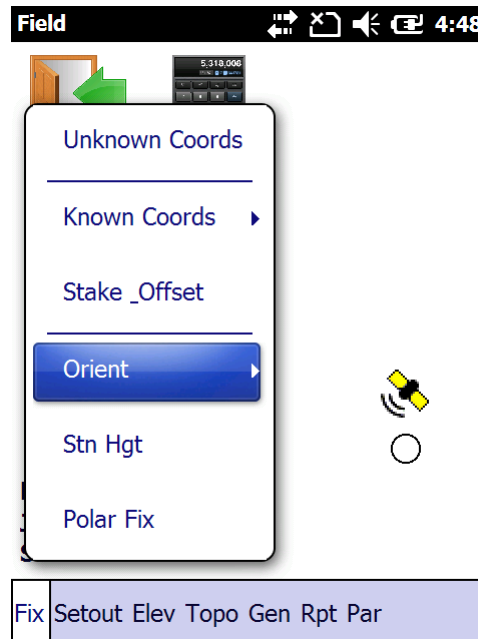 Field 4:48
5,318,006
Unknown Coords
Known Coords
Stake _Offset
Orient
Stn Hgt
Polar Fix
Fix Setout Elev Topo Gen Rpt Par